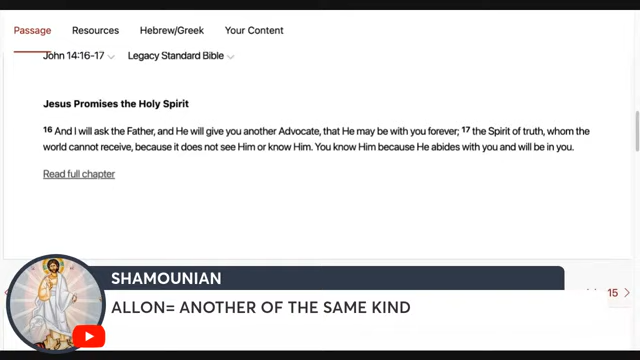 Passage Resources Hebrew/Greek Your Content
John 14:16-17 Legacy Standard Bible
Jesus Promises the Holy Spirit
16 And I will ask the Father, and He will give you another Advocate, that He may be with you forever; 17 the Spirit of truth, whom the
world cannot receive, because it does not see Him or know Him. You know Him because He abides with you and will be in you.
Read full chapter
SHAMOUNIAN
15
ALLON= ANOTHER OF THE SAME KIND